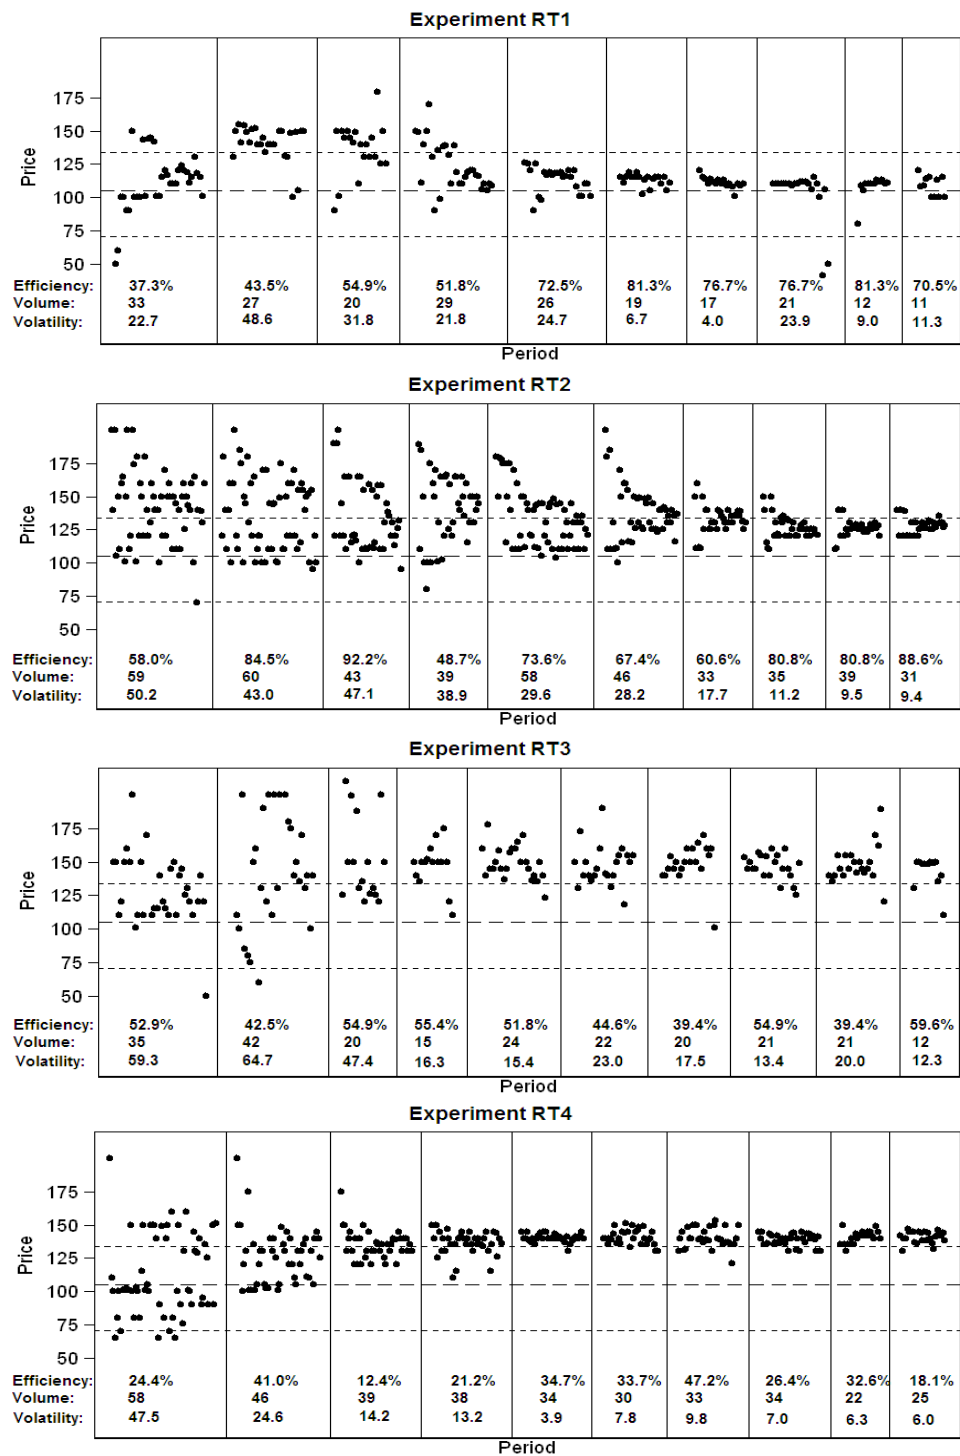 Experiment RT1
175
150
125
100
75
50
Price
Efficiency: 37.3% 43.5% 54.9% 51.8% 72.5% 81.3% 76.7% 76.7% 81.3% 70.5%
Volume: 33 27 20 29 26 19 17 21 12 11
Volatility: 22.7 48.6 31.8 21.8 24.7 6.7 4.0 23.9 9.0 11.3
Period
Experiment RT2
175
150
125
100
75
50
Price
Efficiency: 58.0% 84.5% 92.2% 48.7% 73.6% 67.4% 60.6% 80.8% 80.8% 88.6%
Volume: 59 60 43 39 58 46 33 35 39 31
Volatility: 50.2 43.0 47.1 38.9 29.6 28.2 17.7 11.2 9.5 9.4
Period
Experiment RT3
175
150
125
100
75
50
Price
Efficiency: 52.9% 42.5% 54.9% 55.4% 51.8% 44.6% 39.4% 54.9% 39.4% 59.6%
Volume: 35 42 20 15 24 22 20 21 21 12
Volatility: 59.3 64.7 47.4 16.3 15.4 23.0 17.5 13.4 20.0 12.3
Period
Experiment RT4
175
150
125
100
75
50
Price
Efficiency: 24.4% 41.0% 12.4% 21.2% 34.7% 33.7% 47.2% 26.4% 32.6% 18.1%
Volume: 58 46 39 38 34 30 33 34 22 25
Volatility: 47.5 24.6 14.2 13.2 3.9 7.8 9.8 7.0 6.3 6.0
Period